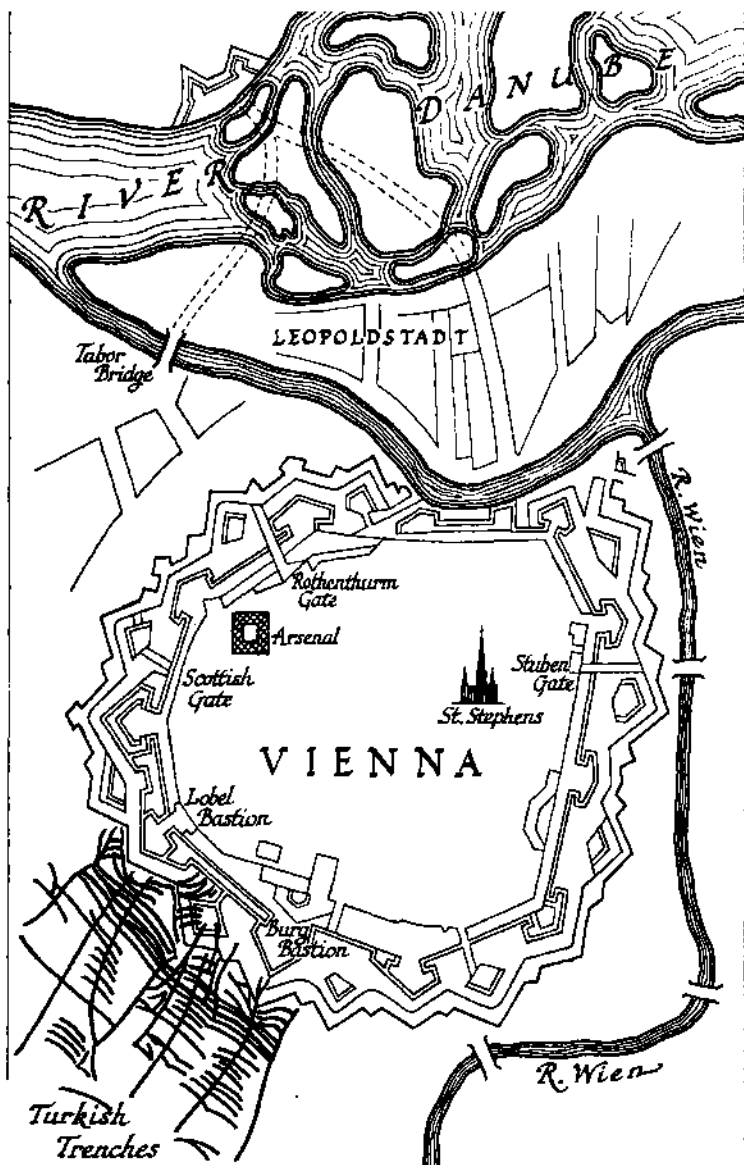 RIVER DANUBE
LEOPOLDSTADT
Tabor
Bridge
R. Wien
Rothenthurm
Gate
Arsenal
Scottish
Gate
Stuben
Gate
St. Stephens
VIENNA
Lobel
Bastion
Burg
Bastion
R. Wien
Turkish
Trenches